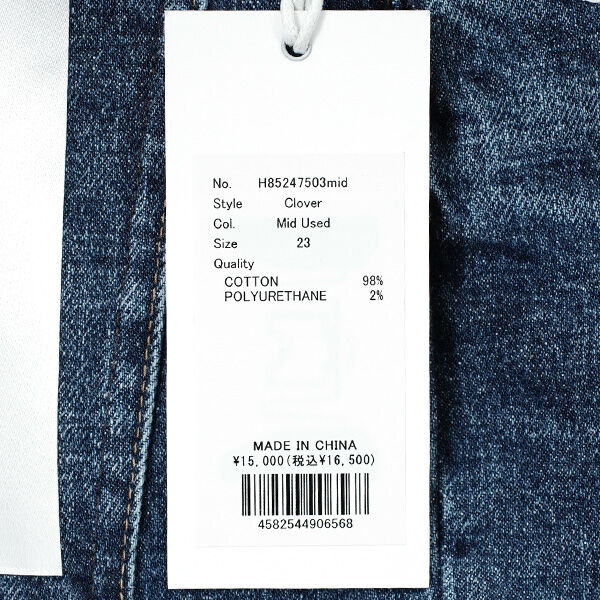 No. H85247503mid
Style Clover
Col. Mid Used
Size 23
Quality
COTTON 98%
POLYURETHANE 2%
MADE IN CHINA
¥15,000(税込¥16,500)
4582544906568